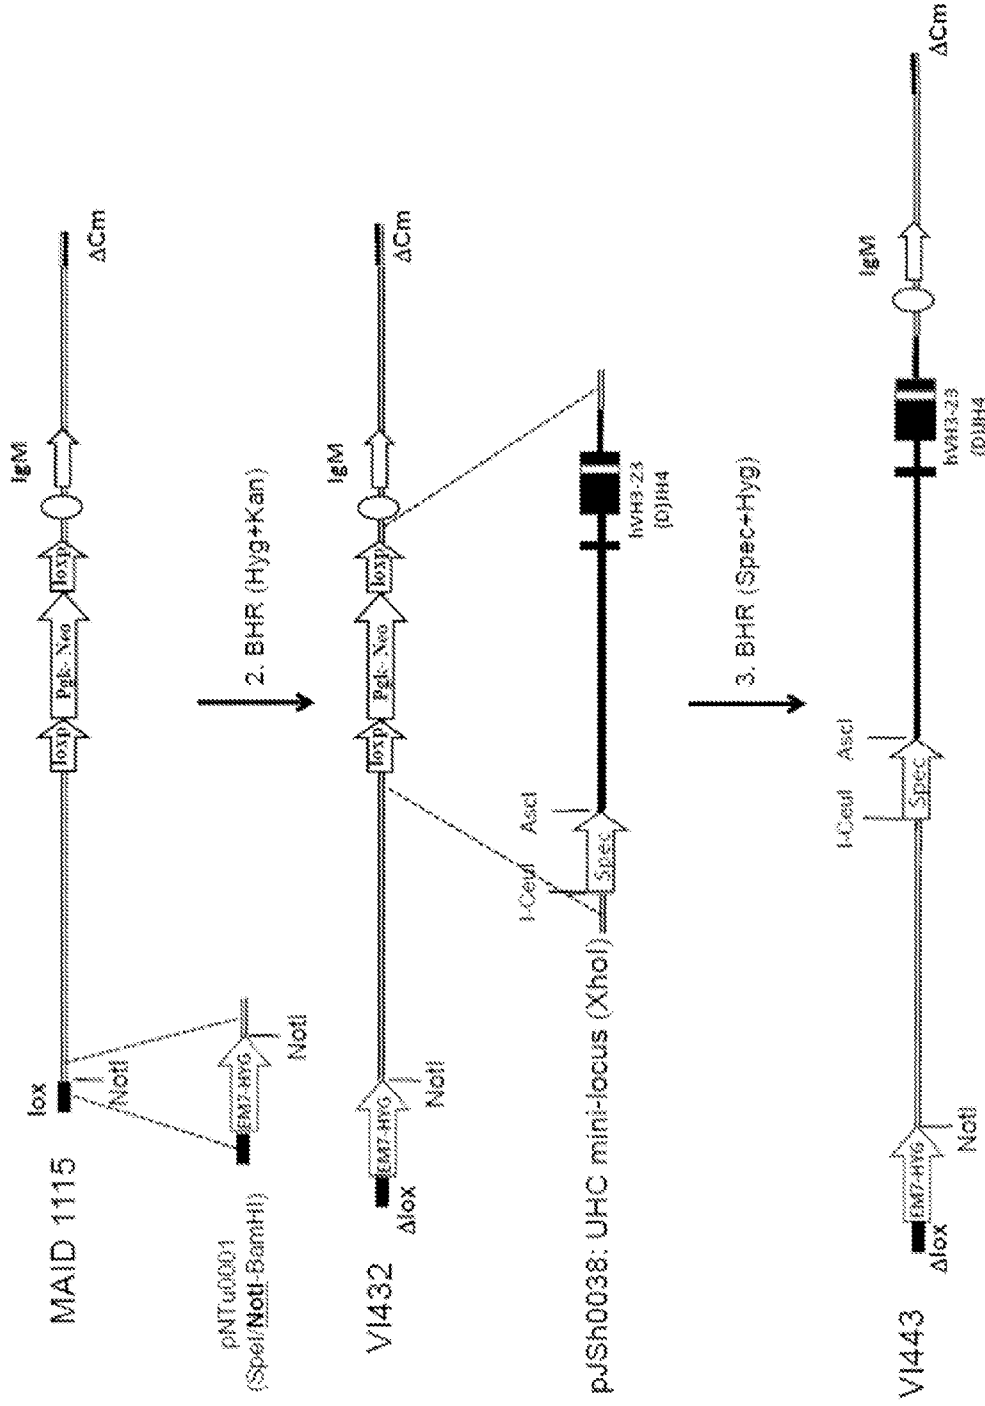 MAID 1115
lox
NotI
loxp
Pgk-Neo
loxp
IgM
ΔCm
pNTu0001
(SpeI/NotI-BamHI)
EM7-HYG
NotI
2. BHR (Hyg+Kan)
VI432
Δlox
EM7-HYG
NotI
loxp
Pgk-Neo
loxp
IgM
ΔCm
pJSh0038: UHC mini-locus (XhoI)
I-CeuI
Spec
AscI
hVH3-23
(D)JH4
3. BHR (Spec+Hyg)
VI443
Δlox
EM7-HYG
NotI
I-CeuI
Spec
AscI
hVH3-23
(D)JH4
IgM
ΔCm